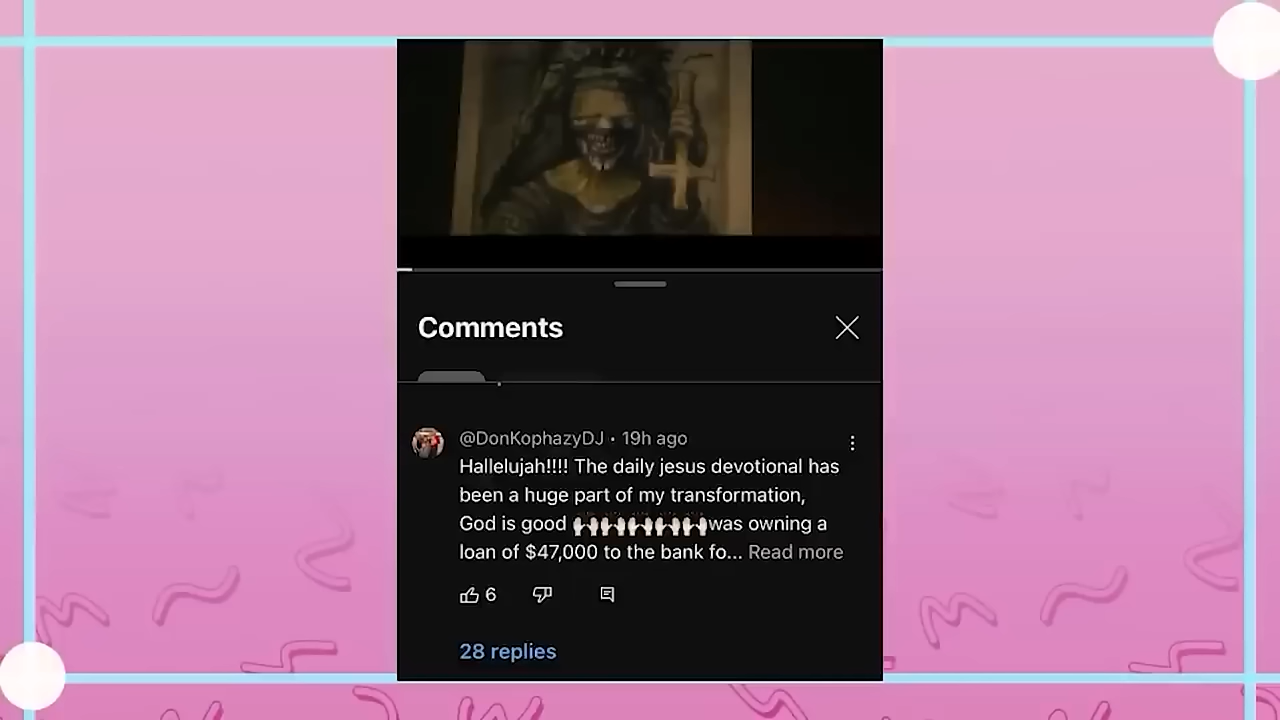 Comments
@DonKophazyDJ • 19h ago
Hallelujah!!!! The daily jesus devotional has
been a huge part of my transformation,
God is good 🙌🙌🙌🙌🙌was owning a
loan of $47,000 to the bank fo... Read more
6
28 replies